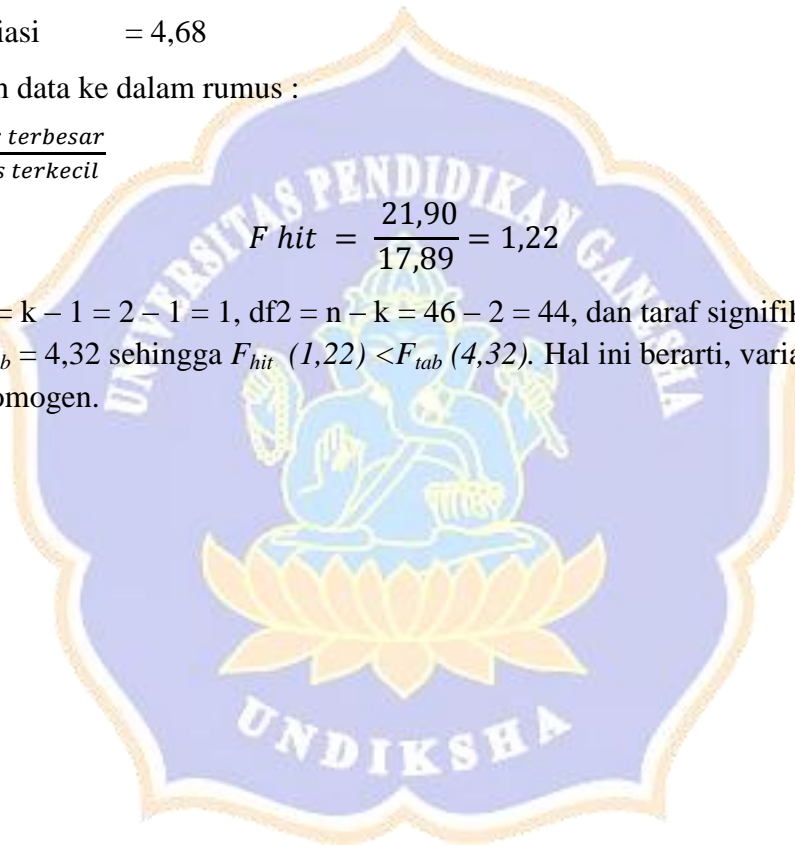 iasi = 4,68
n data ke dalam rumus :
terbesar
s terkecil
F hit = 21,90 / 17,89 = 1,22
= k – 1 = 2 – 1 = 1, df2 = n – k = 46 – 2 = 44, dan taraf signifik
b = 4,32 sehingga F hit (1,22) <F tab (4,32). Hal ini berarti, varia
omogen.
UNIVERSITAS PENDIDIKAN GANESHA
UNDIKSHA